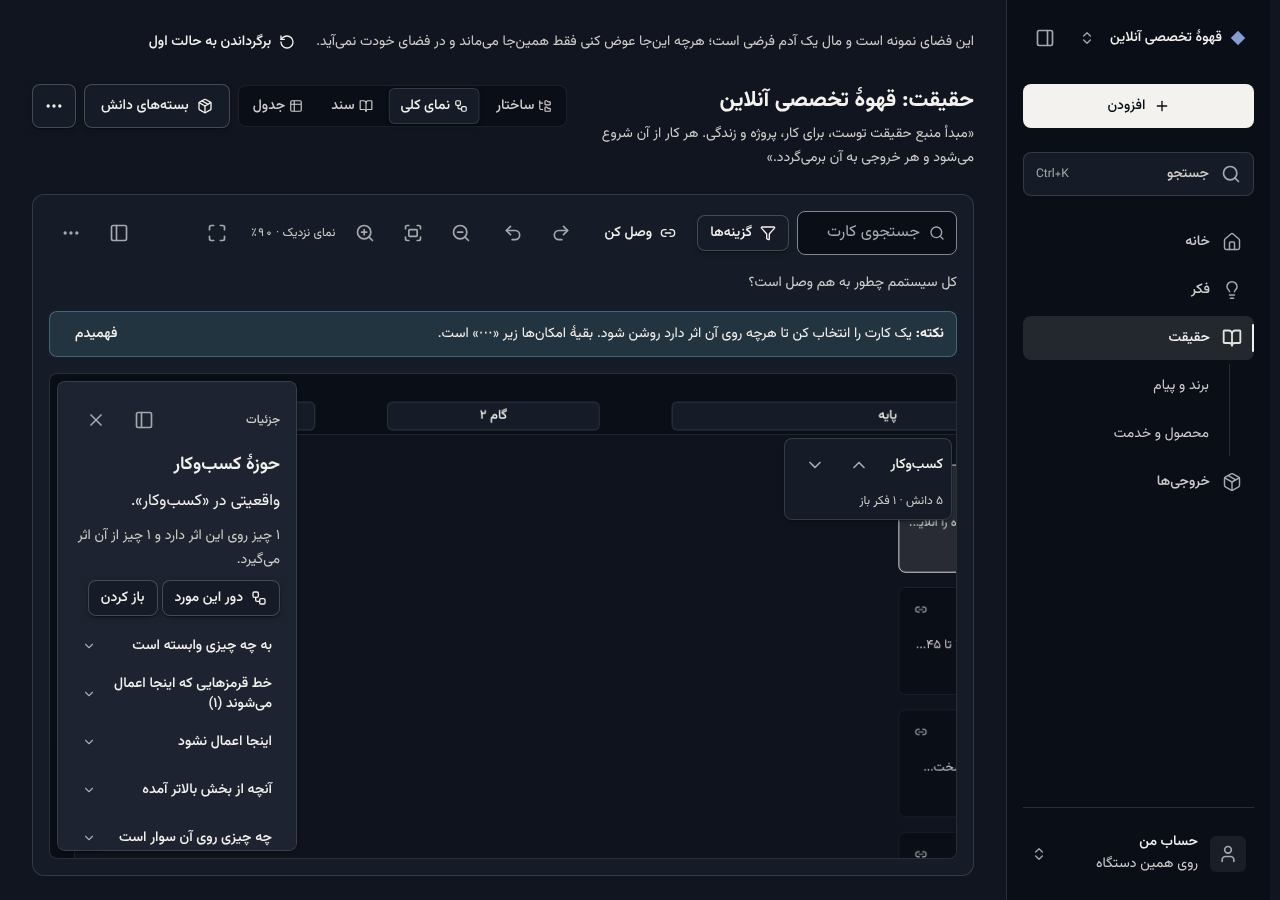 قهوهٔ تخصصی آنلاین
افزودن
جستجو
Ctrl+K
خانه
فکر
حقیقت
برند و پیام
محصول و خدمت
خروجی‌ها
حساب من
روی همین دستگاه
این فضای نمونه است و مال یک آدم فرضی است؛ هرچه این‌جا عوض کنی فقط همین‌جا می‌ماند و در فضای خودت نمی‌آید.
برگرداندن به حالت اول
حقیقت: قهوهٔ تخصصی آنلاین
«مبدأ منبع حقیقت توست، برای کار، پروژه و زندگی. هر کار از آن شروع
می‌شود و هر خروجی به آن برمی‌گردد.»
ساختار
نمای کلی
سند
جدول
بسته‌های دانش
جستجوی کارت
گزینه‌ها
وصل کن
نمای نزدیک · ۹۰٪
کل سیستمم چطور به هم وصل است؟
نکته: یک کارت را انتخاب کن تا هرچه روی آن اثر دارد روشن شود. بقیهٔ امکان‌ها زیر «···» است.
فهمیدم
پایه
گام ۲
کسب‌وکار
۵ دانش · ۱ فکر باز
ه را آنلای...
تا ۴۵...
جزئیات
حوزهٔ کسب‌وکار
واقعیتی در «کسب‌وکار».
۱ چیز روی این اثر دارد و ۱ چیز از آن اثر
می‌گیرد.
دور این مورد
باز کردن
به چه چیزی وابسته است
خط قرمزهایی که اینجا اعمال
می‌شوند (۱)
اینجا اعمال نشود
آنچه از بخش بالاتر آمده
چه چیزی روی آن سوار است